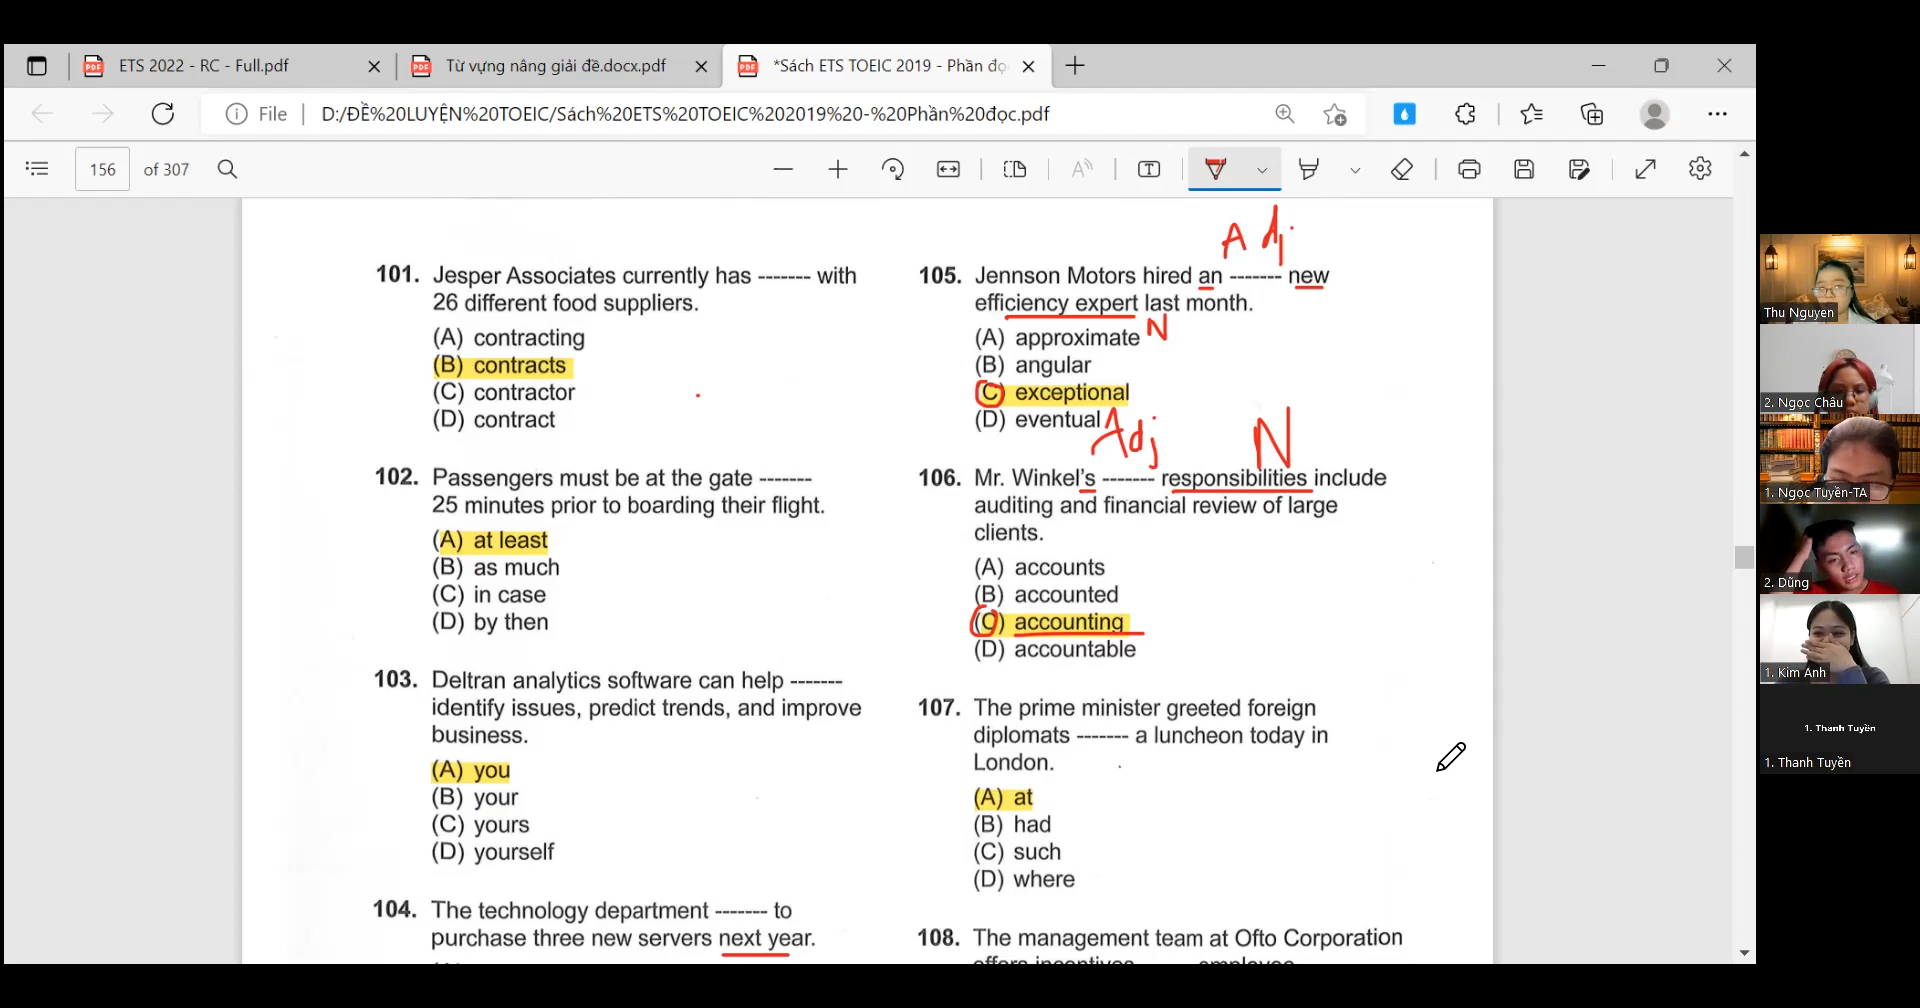 ETS 2022 - RC - Full.pdf
Từ vựng nâng giải đề.docx.pdf
*Sách ETS TOEIC 2019 - Phần đọ
File
D:/ĐỀ%20LUYỆN%20TOEIC/Sách%20ETS%20TOEIC%202019%20-%20Phần%20đọc.pdf
156 of 307
101. Jesper Associates currently has ------- with
26 different food suppliers.
(A) contracting
(B) contracts
(C) contractor
(D) contract
102. Passengers must be at the gate -------
25 minutes prior to boarding their flight.
(A) at least
(B) as much
(C) in case
(D) by then
103. Deltran analytics software can help -------
identify issues, predict trends, and improve
business.
(A) you
(B) your
(C) yours
(D) yourself
104. The technology department ------- to
purchase three new servers next year.
Adj
105. Jennson Motors hired an ------- new
efficiency expert last month.
N
(A) approximate
(B) angular
(C) exceptional
(D) eventual
Adj N
106. Mr. Winkel's ------- responsibilities include
auditing and financial review of large
clients.
(A) accounts
(B) accounted
(C) accounting
(D) accountable
107. The prime minister greeted foreign
diplomats ------- a luncheon today in
London.
(A) at
(B) had
(C) such
(D) where
108. The management team at Ofto Corporation
offers incentives employee
Thu Nguyen
2. Ngọc Châu
1. Ngọc Tuyền-TA
2. Dũng
1. Kim Anh
1. Thanh Tuyền
1. Thanh Tuyền